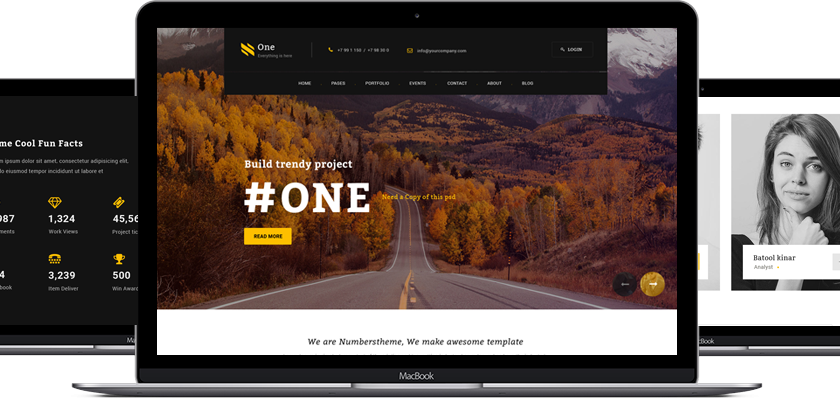 One
Everything in here
+7 99 1 150 / +7 98 30 0
info@yourcompany.com
LOGIN
HOME
PAGES
PORTFOLIO
EVENTS
CONTACT
ABOUT
BLOG
Build trendy project
#ONE
Need a Copy of this psd
READ MORE
We are Numberstheme, We make awesome template
MacBook
me Cool Fun Facts
m ipsum dolor sit amet, consectetur adipisicing elit,
do eiusmod tempor incididunt ut labore et
987
1,324
45,56
ments
Work Views
Project tic
4
3,239
500
book
Item Deliver
Win Award
Ma
Batool kinar
Analyst
Book